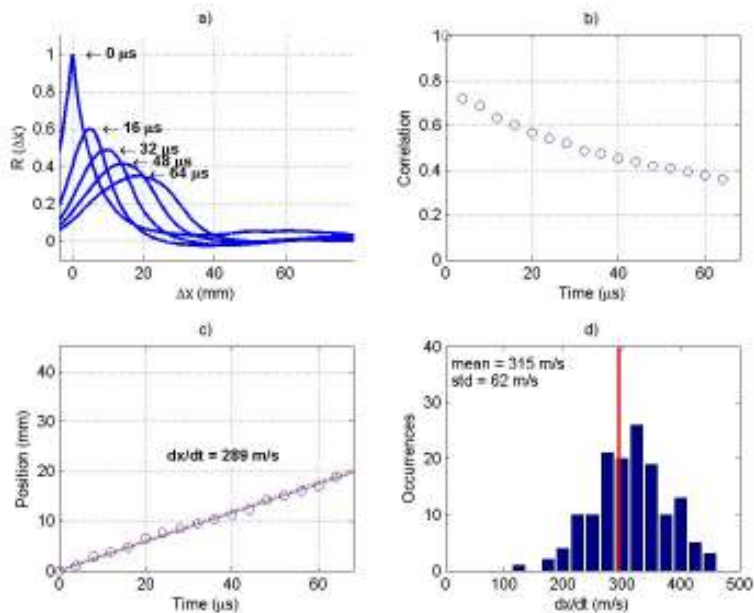 a)
1
0.8
0.6
0.4
0.2
0
R (Δx)
← 0 μs
← 16 μs
← 32 μs
← 48 μs
← 64 μs
0 20 40 60
Δx (mm)
b)
1
0.8
0.6
0.4
0.2
0
Correlation
0 20 40 60
Time (μs)
c)
40
30
20
10
0
Position (mm)
dx/dt = 289 m/s
0 20 40 60
Time (μs)
d)
40
30
20
10
0
Occurrences
mean = 315 m/s
std = 62 m/s
0 100 200 300 400 500
dx/dt (m/s)